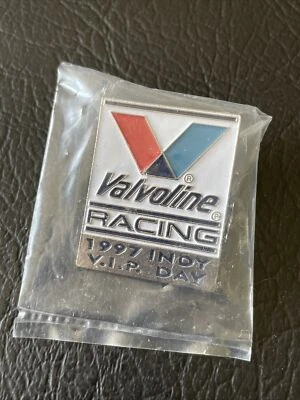 ®
Valvoline®
RACING
1997 INDY
V.I.P. DAY